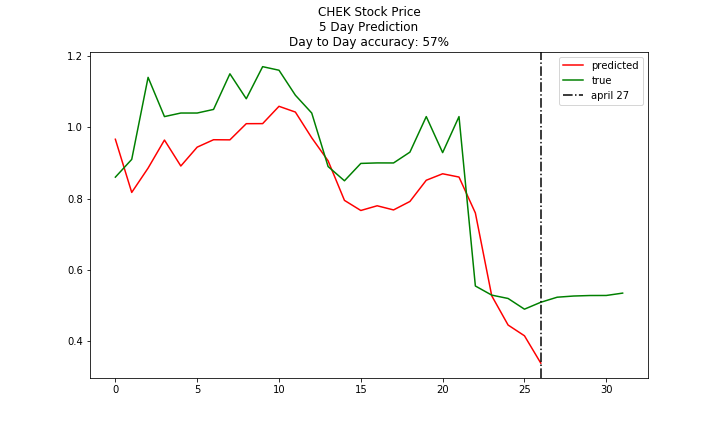 CHEK Stock Price
5 Day Prediction
Day to Day accuracy: 57%
predicted
true
april 27
1.2
1.0
0.8
0.6
0.4
0 5 10 15 20 25 30